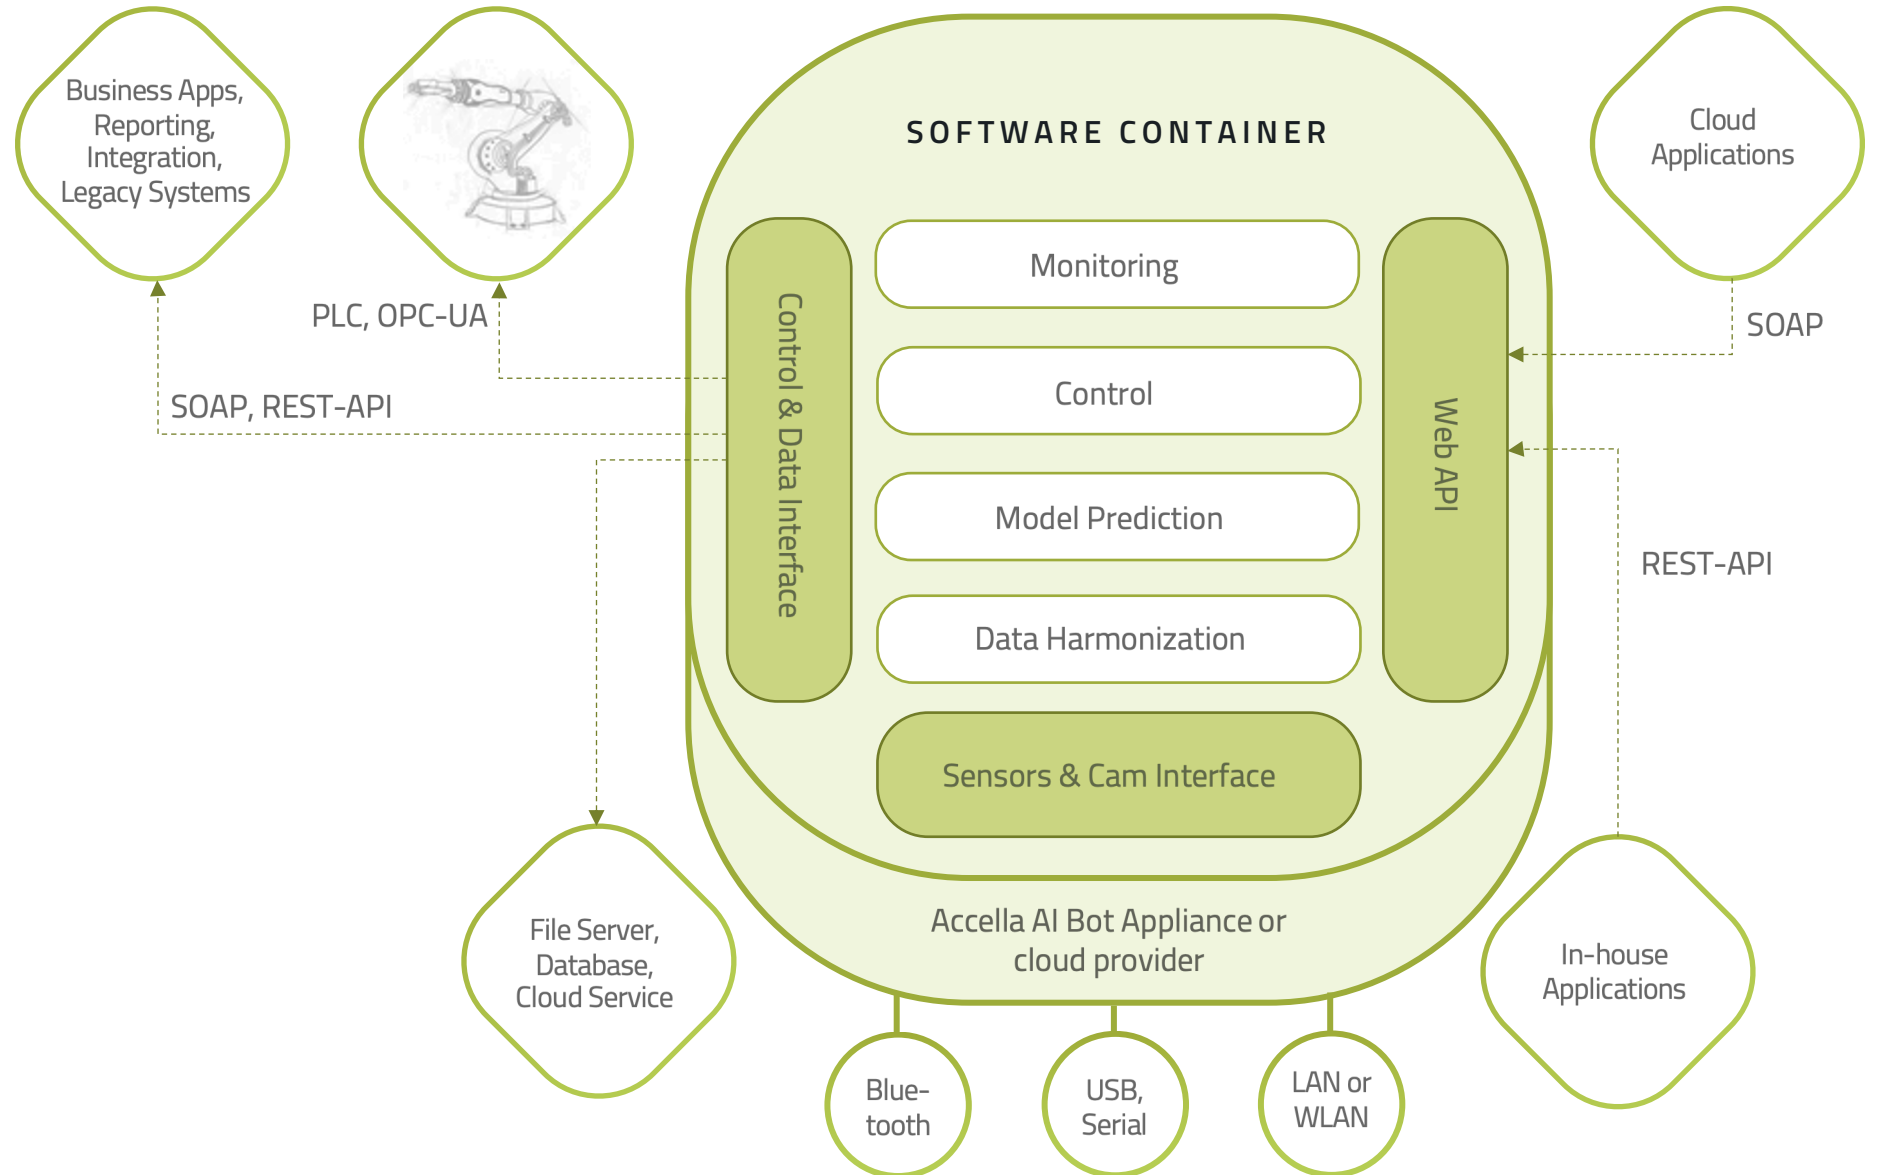 Business Apps,
Reporting,
Integration,
Legacy Systems
SOFTWARE CONTAINER
Cloud
Applications
Monitoring
Control
Model Prediction
Data Harmonization
Control & Data Interface
Web API
Sensors & Cam Interface
PLC, OPC-UA
SOAP, REST-API
SOAP
REST-API
Accella AI Bot Appliance or
cloud provider
File Server,
Database,
Cloud Service
In-house
Applications
Blue-
tooth
USB,
Serial
LAN or
WLAN